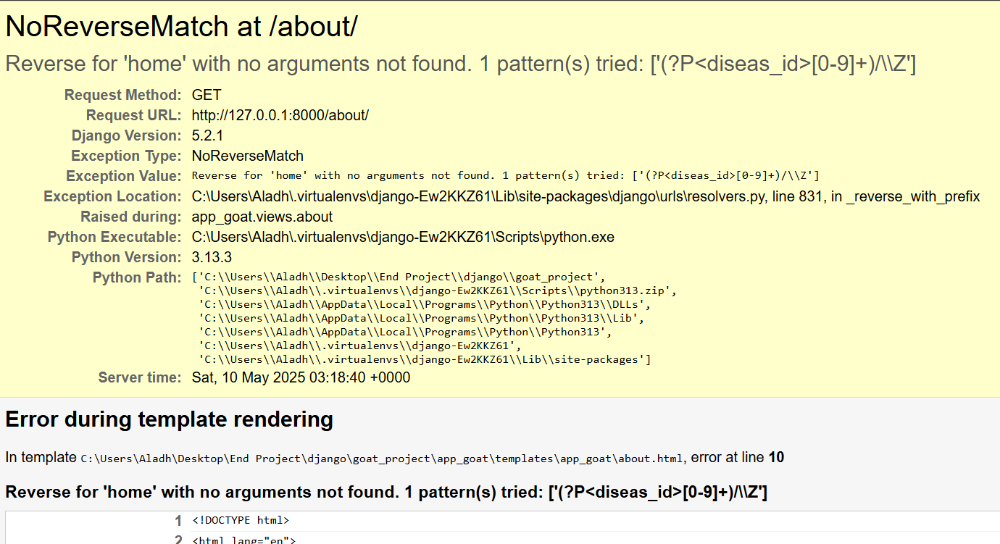 NoReverseMatch at /about/
Reverse for 'home' with no arguments not found. 1 pattern(s) tried: ['(?P<diseas_id>[0-9]+)/\\Z']
Request Method: GET
Request URL: http://127.0.0.1:8000/about/
Django Version: 5.2.1
Exception Type: NoReverseMatch
Exception Value: Reverse for 'home' with no arguments not found. 1 pattern(s) tried: ['(?P<diseas_id>[0-9]+)/\\Z']
Exception Location: C:\Users\Aladh\.virtualenvs\django-Ew2KKZ61\Lib\site-packages\django\urls\resolvers.py, line 831, in _reverse_with_prefix
Raised during: app_goat.views.about
Python Executable: C:\Users\Aladh\.virtualenvs\django-Ew2KKZ61\Scripts\python.exe
Python Version: 3.13.3
Python Path: ['C:\\Users\\Aladh\\Desktop\\End Project\\django\\goat_project',
'C:\\Users\\Aladh\\.virtualenvs\\django-Ew2KKZ61\\Scripts\\python313.zip',
'C:\\Users\\Aladh\\AppData\\Local\\Programs\\Python\\Python313\\DLLs',
'C:\\Users\\Aladh\\AppData\\Local\\Programs\\Python\\Python313\\Lib',
'C:\\Users\\Aladh\\AppData\\Local\\Programs\\Python\\Python313',
'C:\\Users\\Aladh\\.virtualenvs\\django-Ew2KKZ61',
'C:\\Users\\Aladh\\.virtualenvs\\django-Ew2KKZ61\\Lib\\site-packages']
Server time: Sat, 10 May 2025 03:18:40 +0000
Error during template rendering
In template C:\Users\Aladh\Desktop\End Project\django\goat_project\app_goat\templates\app_goat\about.html, error at line 10
Reverse for 'home' with no arguments not found. 1 pattern(s) tried: ['(?P<diseas_id>[0-9]+)/\\Z']
1 <!DOCTYPE html>
2 <html lang="en">